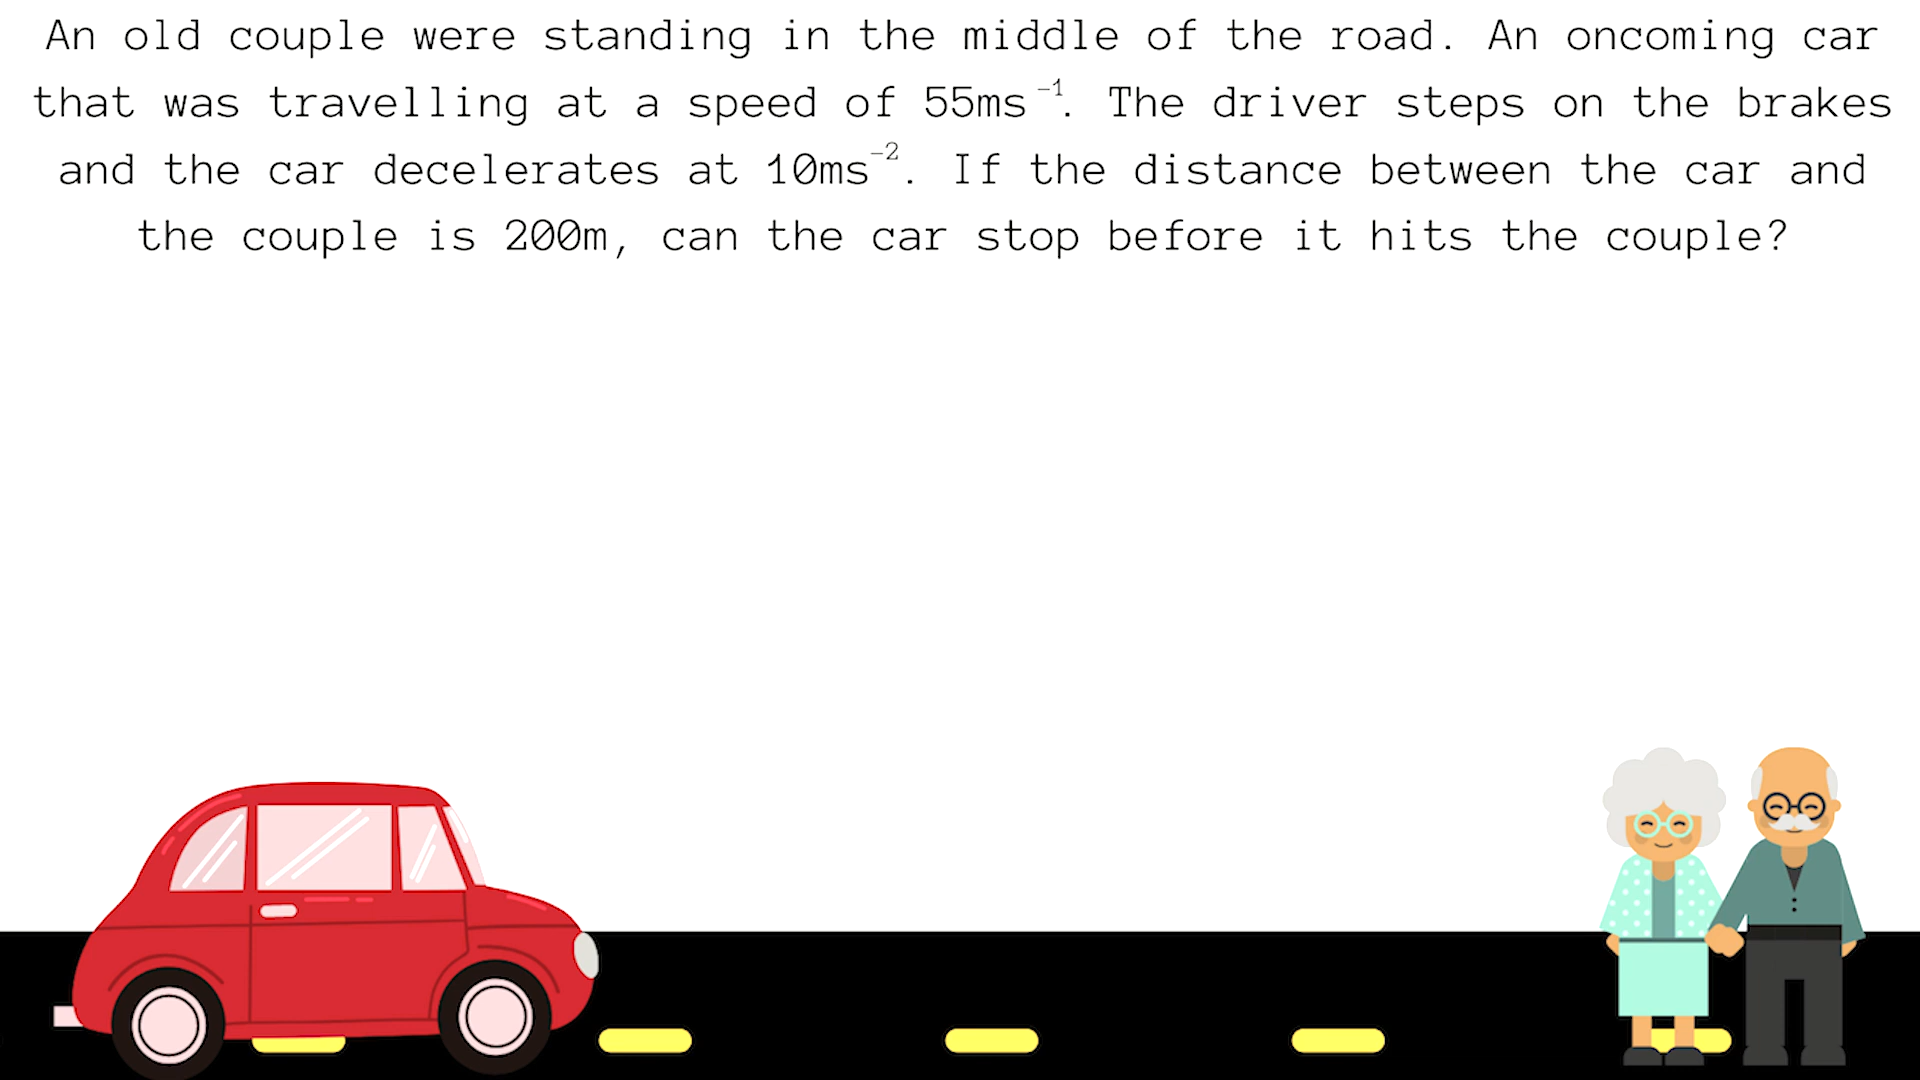 An old couple were standing in the middle of the road. An oncoming car
that was travelling at a speed of 55ms⁻¹. The driver steps on the brakes
and the car decelerates at 10ms⁻². If the distance between the car and
the couple is 200m, can the car stop before it hits the couple?